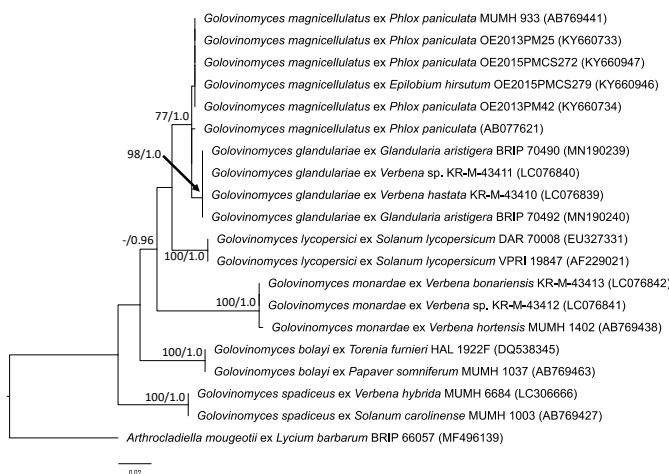 Golovinomyces magnicellulatus ex Phlox paniculata MUMH 933 (AB769441)
Golovinomyces magnicellulatus ex Phlox paniculata OE2013PM25 (KY660733)
Golovinomyces magnicellulatus ex Phlox paniculata OE2015PMCS272 (KY660947)
Golovinomyces magnicellulatus ex Epilobium hirsutum OE2015PMCS279 (KY660946)
Golovinomyces magnicellulatus ex Phlox paniculata OE2013PM42 (KY660734)
77/1.0
Golovinomyces magnicellulatus ex Phlox paniculata (AB077621)
Golovinomyces glandulariae ex Glandularia aristigera BRIP 70490 (MN190239)
98/1.0
Golovinomyces glandulariae ex Verbena sp. KR-M-43411 (LC076840)
Golovinomyces glandulariae ex Verbena hastata KR-M-43410 (LC076839)
Golovinomyces glandulariae ex Glandularia aristigera BRIP 70492 (MN190240)
-/0.96
Golovinomyces lycopersici ex Solanum lycopersicum DAR 70008 (EU327331)
100/1.0
Golovinomyces lycopersici ex Solanum lycopersicum VPRI 19847 (AF229021)
Golovinomyces monardae ex Verbena bonariensis KR-M-43413 (LC076842)
100/1.0
Golovinomyces monardae ex Verbena sp. KR-M-43412 (LC076841)
Golovinomyces monardae ex Verbena hortensis MUMH 1402 (AB769438)
100/1.0
Golovinomyces bolayi ex Torenia furnieri HAL 1922F (DQ538345)
Golovinomyces bolayi ex Papaver somniferum MUMH 1037 (AB769463)
100/1.0
Golovinomyces spadiceus ex Verbena hybrida MUMH 6684 (LC306666)
Golovinomyces spadiceus ex Solanum carolinense MUMH 1003 (AB769427)
Arthrocladiella mougeotii ex Lycium barbarum BRIP 66057 (MF496139)
0.02